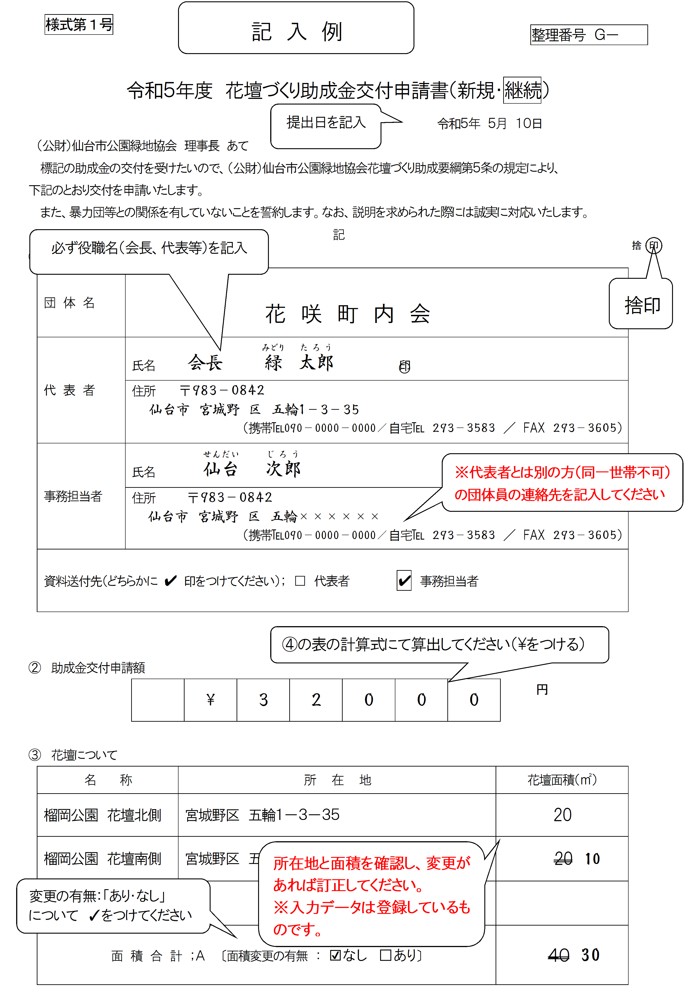 様式第１号
記 入 例
整理番号 G－
令和5年度 花壇づくり助成金交付申請書（新規・継続）
提出日を記入
令和5年 5月 10日
（公財）仙台市公園緑地協会 理事長 あて
標記の助成金の交付を受けたいので、（公財）仙台市公園緑地協会花壇づくり助成要綱第5条の規定により、
下記のとおり交付を申請いたします。
また、暴力団等との関係を有していないことを誓約します。なお、説明を求められた際には誠実に対応いたします。
記
必ず役職名（会長、代表等）を記入
捨 印
捨印
団 体 名
花 咲 町 内 会
代 表 者
みどり たろう
氏名 会長 緑 太郎 印
住所 〒983－0842
仙台市 宮城野 区 五輪1－3－35
（携帯℡090－0000－0000／自宅℡ 293－3583 ／ FAX 293－3605）
事務担当者
せんだい じろう
氏名 仙台 次郎
※代表者とは別の方（同一世帯不可）
の団体員の連絡先を記入してください
住所 〒983－0842
仙台市 宮城野 区 五輪××××××
（携帯℡090－0000－0000／自宅℡ 293－3583 ／ FAX 293－3605）
資料送付先（どちらかに ✔ 印をつけてください）； □ 代表者 ✔ 事務担当者
④の表の計算式にて算出してください（¥をつける）
② 助成金交付申請額
¥ 3 2 0 0 0 円
③ 花壇について
名 称 所 在 地 花壇面積（㎡）
榴岡公園 花壇北側 宮城野区 五輪1－3－35 20
榴岡公園 花壇南側 宮城野区 五 20 10
所在地と面積を確認し、変更が
あれば訂正してください。
※入力データは登録しているも
のです。
変更の有無：「あり・なし」
について ✓をつけてください
面 積 合 計 ；A 〔面積変更の有無 ： ☑なし □あり〕 40 30